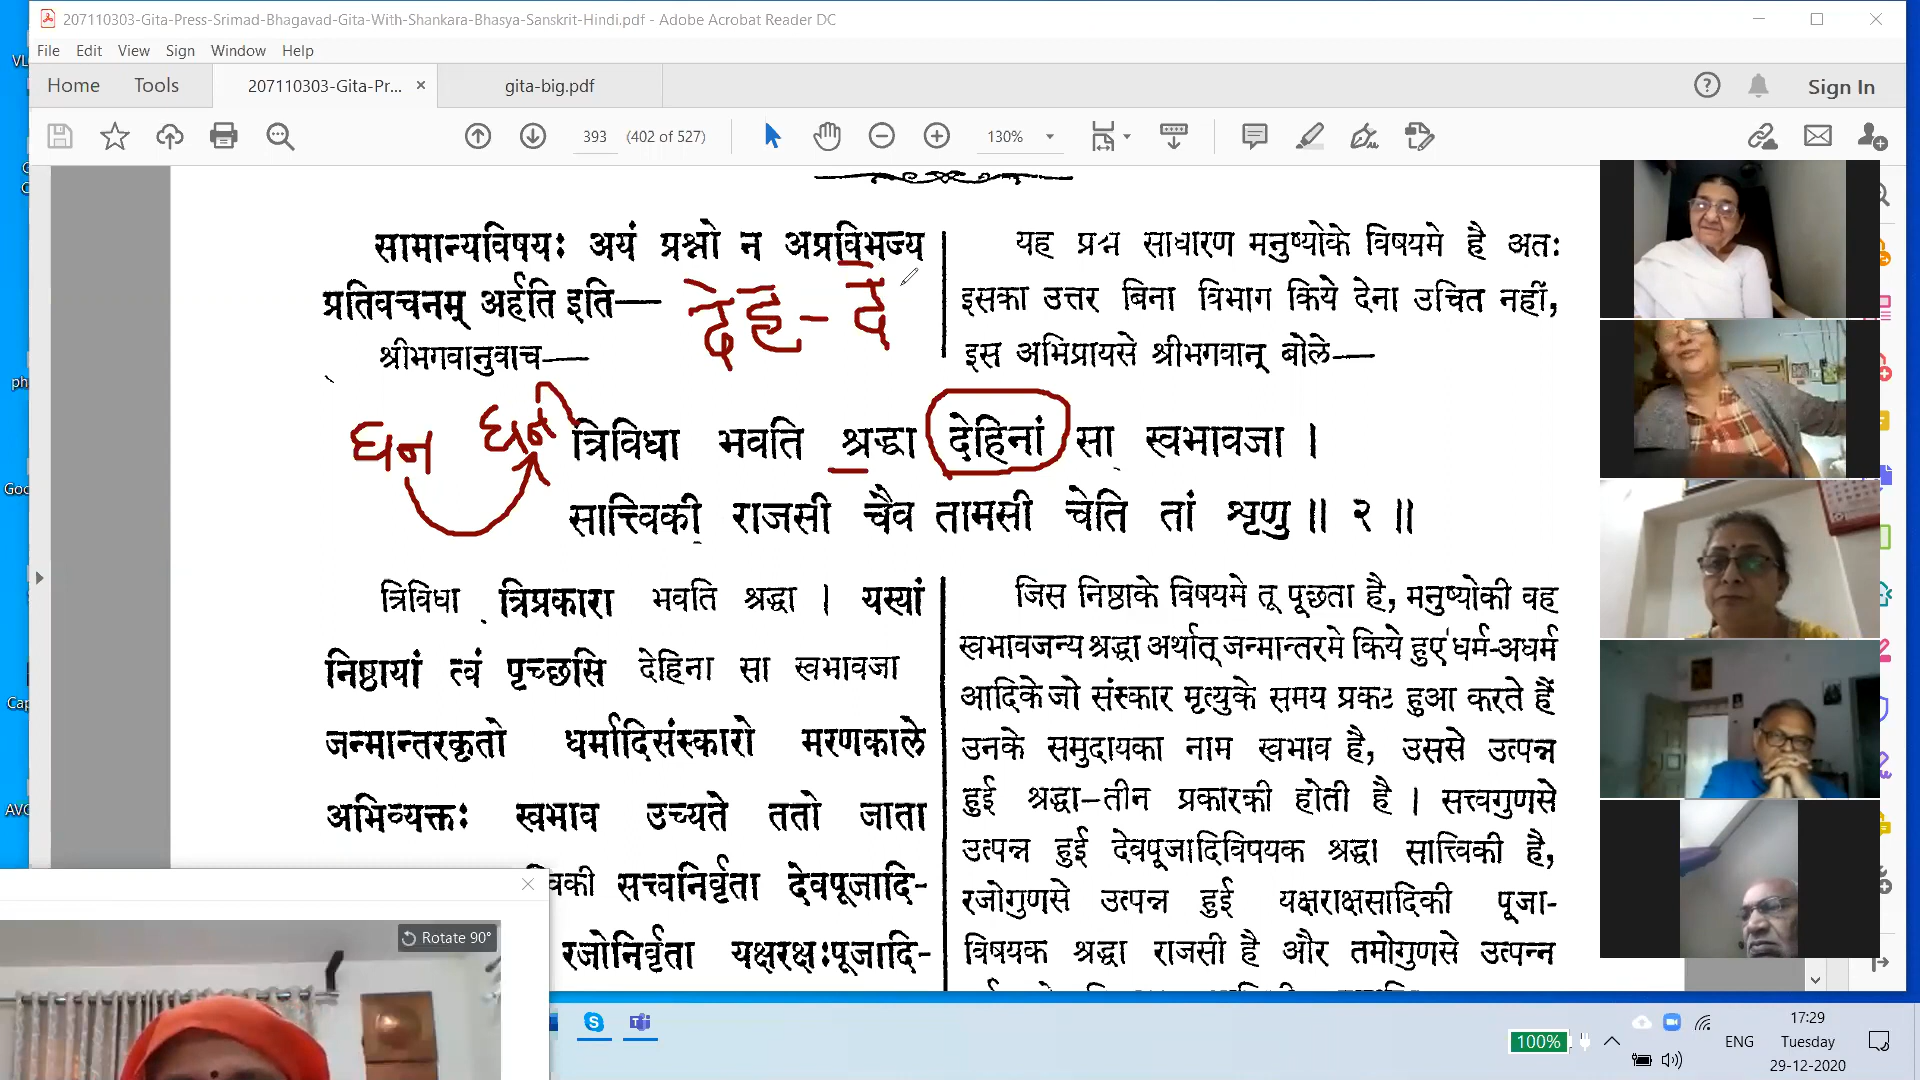 207110303-Gita-Press-Srimad-Bhagavad-Gita-With-Shankara-Bhasya-Sanskrit-Hindi.pdf - Adobe Acrobat Reader DC
File Edit View Sign Window Help
Home Tools 207110303-Gita-Pr... × gita-big.pdf Sign In
393 (402 of 527) 130%
सामान्यविषयः अयं प्रश्नो न अप्रविभज्य
प्रतिवचनम् अर्हति इति—
देह - दे
श्रीभगवानुवाच—
यह प्रश्न साधारण मनुष्योके विषयमे है अतः
इसका उत्तर बिना विभाग किये देना उचित नहीं,
इस अभिप्रायसे श्रीभगवान् बोले—
धन धन
त्रिविधा भवति श्रद्धा देहिनां सा स्वभावजा ।
सात्त्विकी राजसी चैव तामसी चेति तां शृणु ॥ २ ॥
त्रिविधा त्रिप्रकारा भवति श्रद्धा । यस्यां
निष्ठायां त्वं पृच्छसि देहिना सा स्वभावजा
जन्मान्तरकृतो धर्मादिसंस्कारो मरणकाले
अभिव्यक्तः स्वभाव उच्यते ततो जाता
त्विकी सत्त्वनिर्वृता देवपूजादि-
रजोनिर्वृता यक्षरक्षःपूजादि-
जिस निष्ठाके विषयमे तू पूछता है, मनुष्योकी वह
स्वभावजन्य श्रद्धा अर्थात् जन्मान्तरमे किये हुए धर्म-अधर्म
आदिके जो संस्कार मृत्युके समय प्रकट हुआ करते हैं
उनके समुदायका नाम स्वभाव है, उससे उत्पन्न
हुई श्रद्धा–तीन प्रकारकी होती है । सत्त्वगुणसे
उत्पन्न हुई देवपूजादिविषयक श्रद्धा सात्त्विकी है,
रजोगुणसे उत्पन्न हुई यक्षराक्षसादिकी पूजा-
विषयक श्रद्धा राजसी है और तमोगुणसे उत्पन्न
Rotate 90°
100% ENG
17:29
Tuesday
29-12-2020